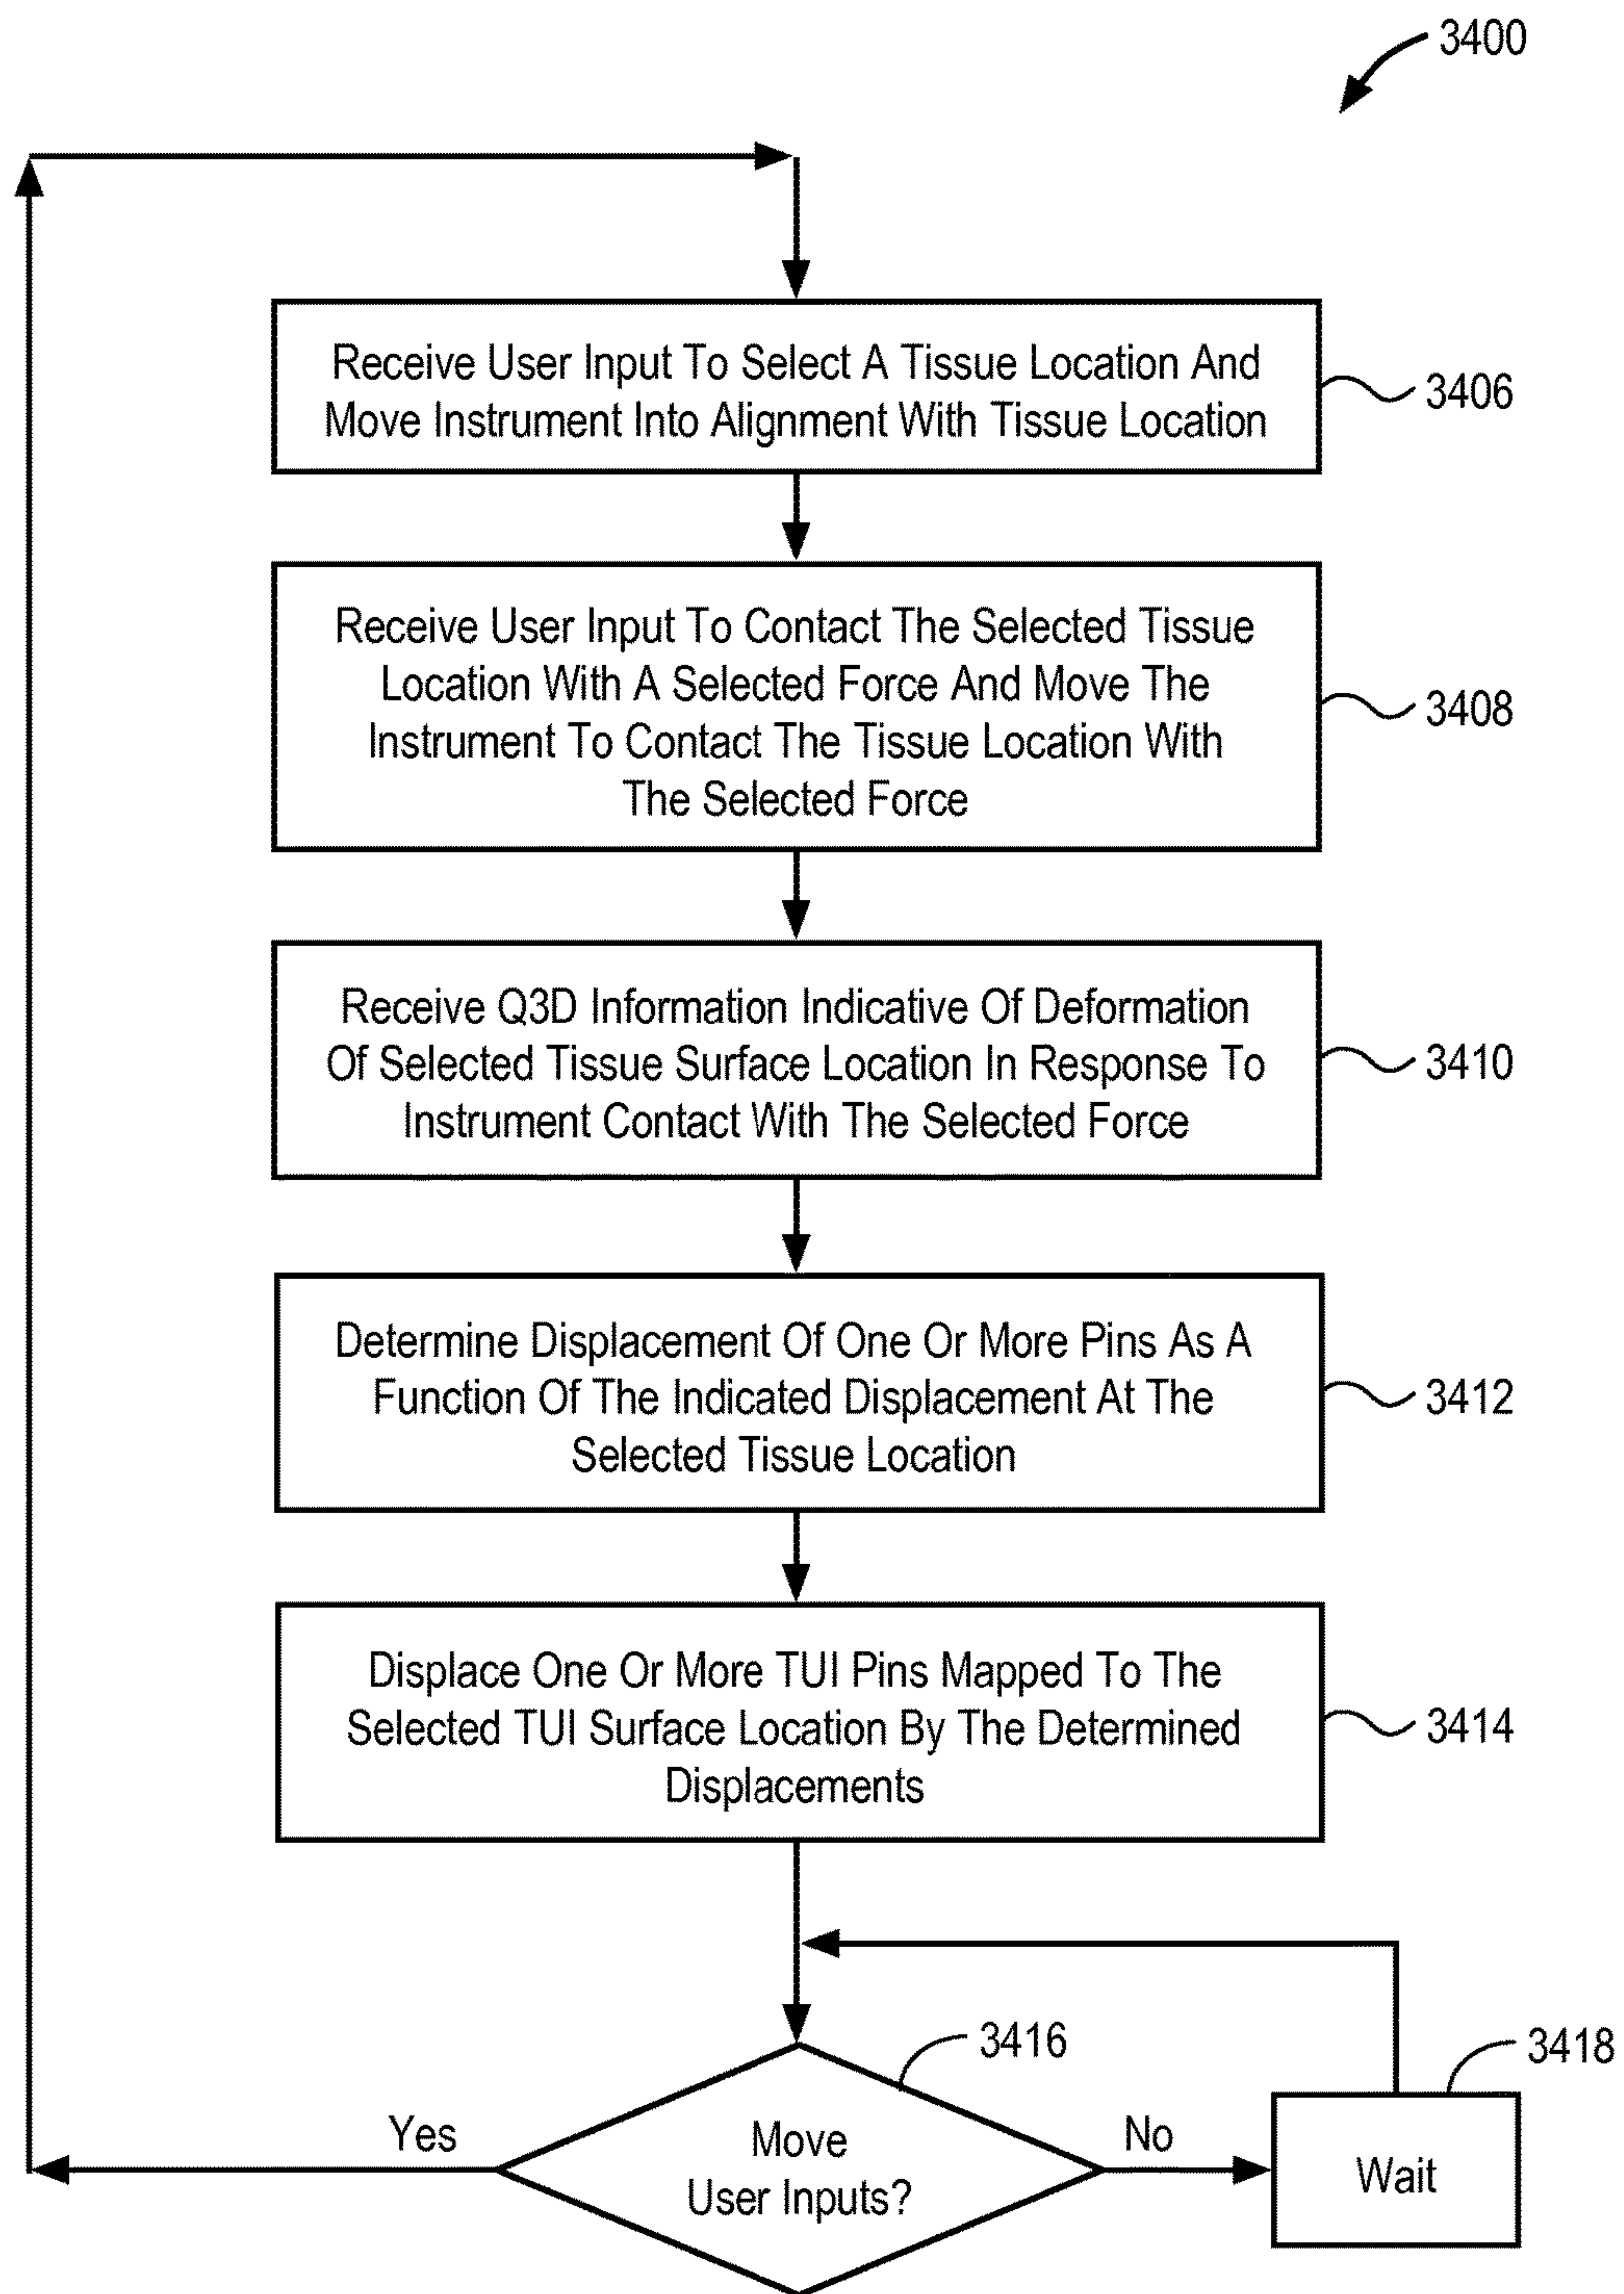 3400
Receive User Input To Select A Tissue Location And
Move Instrument Into Alignment With Tissue Location
3406
Receive User Input To Contact The Selected Tissue
Location With A Selected Force And Move The
Instrument To Contact The Tissue Location With
The Selected Force
3408
Receive Q3D Information Indicative Of Deformation
Of Selected Tissue Surface Location In Response To
Instrument Contact With The Selected Force
3410
Determine Displacement Of One Or More Pins As A
Function Of The Indicated Displacement At The
Selected Tissue Location
3412
Displace One Or More TUI Pins Mapped To The
Selected TUI Surface Location By The Determined
Displacements
3414
3416
3418
Yes
Move
User Inputs?
No
Wait